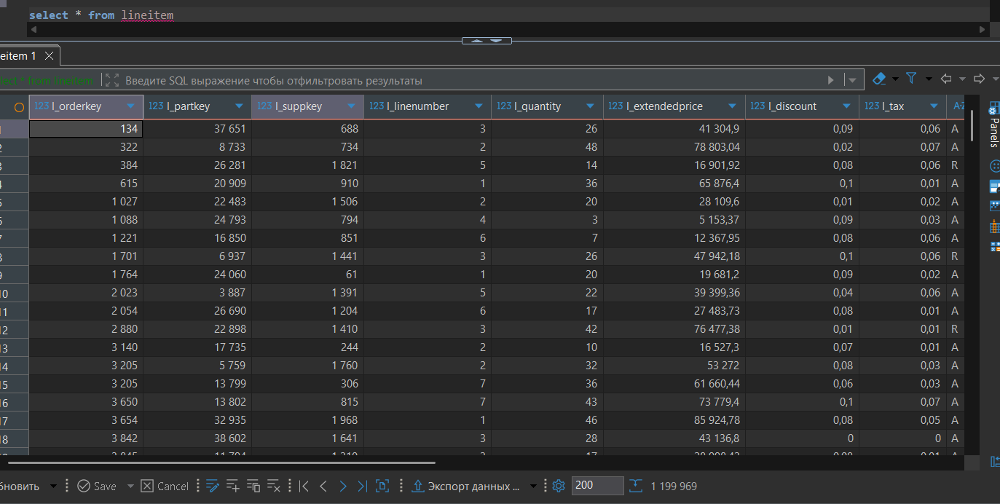 select * from lineitem
eitem 1
lect * from lineitem Введите SQL выражение чтобы отфильтровать результаты
123 l_orderkey 123 l_partkey 123 l_suppkey 123 l_linenumber 123 l_quantity 123 l_extendedprice 123 l_discount 123 l_tax A-Z
1 134 37 651 688 3 26 41 304,9 0,09 0,06 A
2 322 8 733 734 2 48 78 803,04 0,02 0,07 A
3 384 26 281 1 821 5 14 16 901,92 0,08 0,06 R
4 615 20 909 910 1 36 65 876,4 0,1 0,01 A
5 1 027 22 483 1 506 2 20 28 109,6 0,01 0,02 A
6 1 088 24 793 794 4 3 5 153,37 0,09 0,03 A
7 1 221 16 850 851 6 7 12 367,95 0,08 0,06 A
8 1 701 6 937 1 441 3 26 47 942,18 0,1 0,06 R
9 1 764 24 060 61 1 20 19 681,2 0,09 0,02 A
10 2 023 3 887 1 391 5 22 39 399,36 0,04 0,06 A
11 2 054 26 690 1 204 6 17 27 483,73 0,08 0,01 A
12 2 880 22 898 1 410 3 42 76 477,38 0,01 0,01 R
13 3 140 17 735 244 2 10 16 527,3 0,07 0,01 A
14 3 205 5 759 1 760 2 32 53 272 0,08 0,03 A
15 3 205 13 799 306 7 36 61 660,44 0,06 0,03 A
16 3 650 13 802 815 7 43 73 779,4 0,1 0,07 A
17 3 654 32 935 1 968 1 46 85 924,78 0,08 0,05 A
18 3 842 38 602 1 641 3 28 43 136,8 0 0 A
Panels
бновить Save Cancel Экспорт данных ... 200 1 199 969